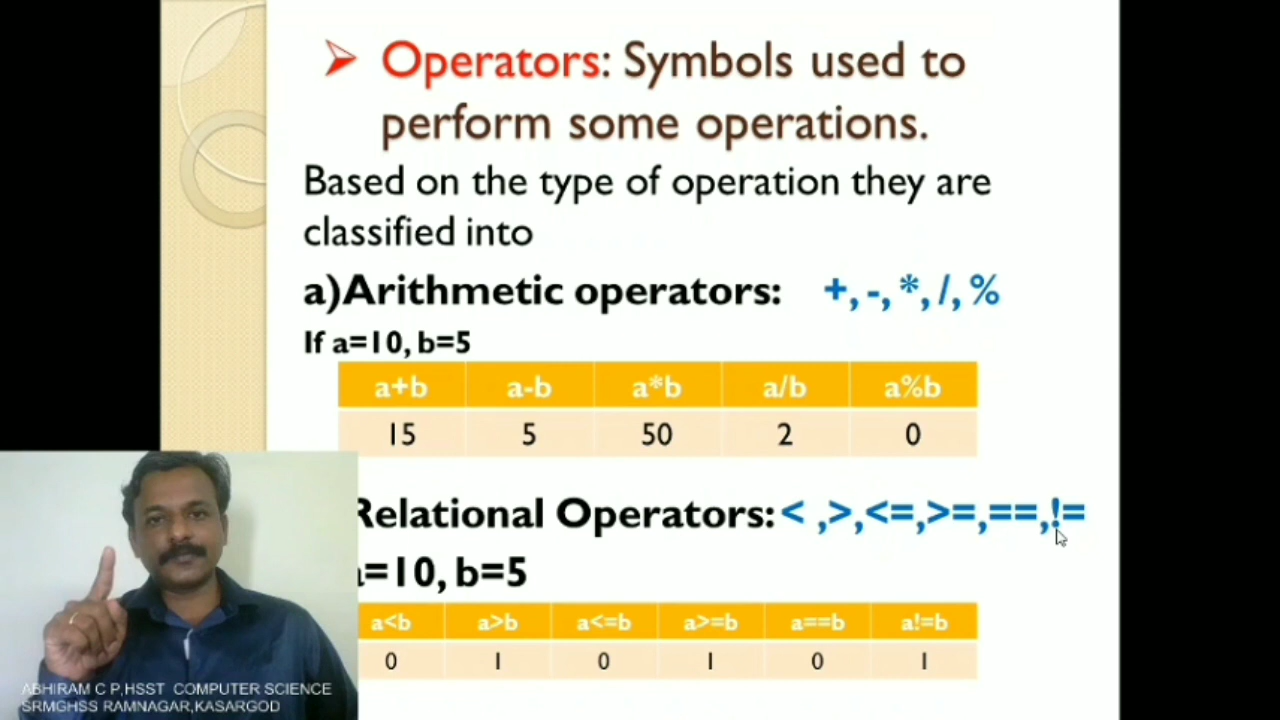 Operators: Symbols used to
perform some operations.
Based on the type of operation they are
classified into
a)Arithmetic operators: +, -, *, /, %
If a=10, b=5
a+b a-b a*b a/b a%b
15 5 50 2 0
Relational Operators: < ,>,<=,>=,==,!=
a=10, b=5
a<b a>b a<=b a>=b a==b a!=b
0 1 0 1 0 1
ABHIRAM C P,HSST COMPUTER SCIENCE
SRMGHSS RAMNAGAR,KASARGOD